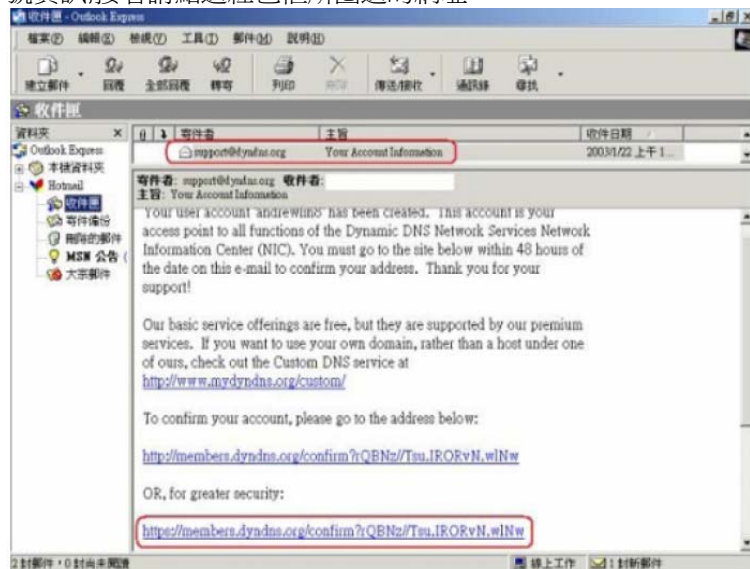 收件匣 - Outlook Express
檔案(F) 編輯(E) 檢視(V) 工具(T) 郵件(M) 說明(H)
建立郵件 回覆 全部回覆 轉寄 列印 刪除 傳送/接收 通訊錄 尋找
收件匣
資料夾
寄件者 主旨 收件日期
support@dyndns.org Your Account Information 2003/1/22 上午 1...
Outlook Express
本機資料夾
Hotmail
收件匣
寄件備份
刪除的郵件
MSN 公告 (
大宗郵件
寄件者: support@dyndns.org 收件者:
主旨: Your Account Information
Your user account 'andrewlino' has been created. This account is your
access point to all functions of the Dynamic DNS Network Services Network
Information Center (NIC). You must go to the site below within 48 hours of
the date on this e-mail to confirm your address. Thank you for your
support!
Our basic service offerings are free, but they are supported by our premium
services. If you want to use your own domain, rather than a host under one
of ours, check out the Custom DNS service at
http://www.mydyndns.org/custom/
To confirm your account, please go to the address below:
http://members.dyndns.org/confirm?rQBNz//Tsu.IRORvN.wlNw
OR, for greater security:
https://members.dyndns.org/confirm?rQBNz//Tsu.IRORvN.wlNw
2 封郵件，0 封尚未閱讀 線上工作 1 封新郵件